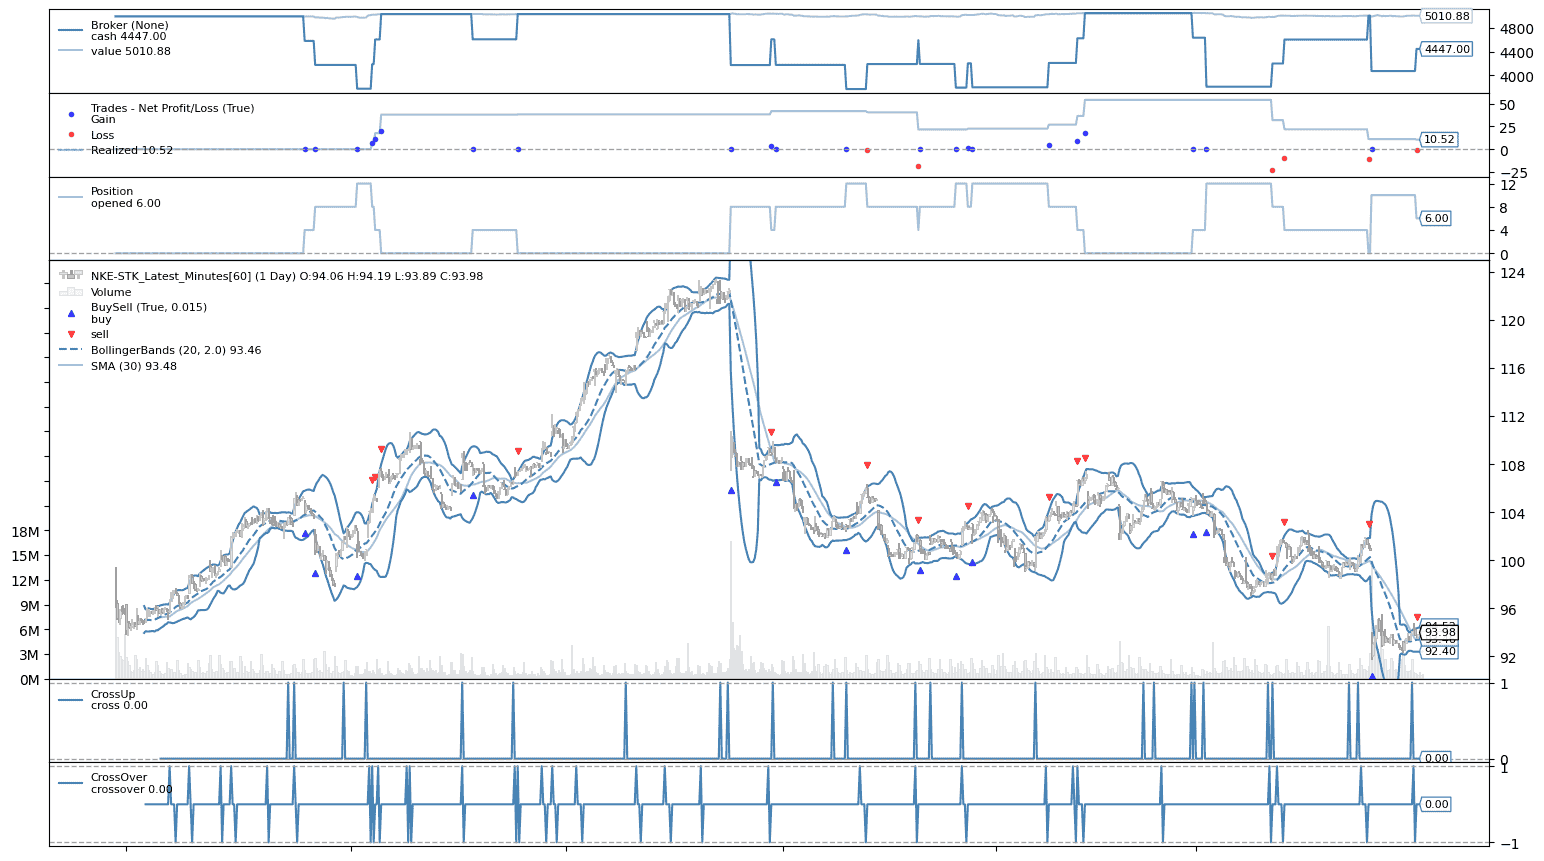 Broker (None)
cash 4447.00
value 5010.88
5010.88
4800
4400
4447.00
4000
Trades - Net Profit/Loss (True)
Gain
Loss
Realized 10.52
50
25
10.52
0
−25
Position
opened 6.00
12
8
6.00
4
0
NKE-STK_Latest_Minutes[60] (1 Day) O:94.06 H:94.19 L:93.89 C:93.98
Volume
BuySell (True, 0.015)
buy
sell
BollingerBands (20, 2.0) 93.46
SMA (30) 93.48
124
120
116
112
108
104
100
96
92
18M
15M
12M
9M
6M
3M
0M
93.98
92.40
CrossUp
cross 0.00
1
0.00
0
CrossOver
crossover 0.00
1
0.00
−1